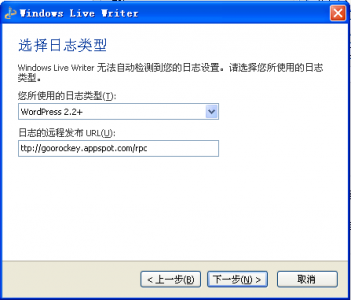 Windows Live Writer
选择日志类型
Windows Live Writer 无法自动检测到您的日志设置。请选择您所使用的日志
类型。
您所使用的日志类型(T):
WordPress 2.2+
日志的远程发布 URL(U):
ttp://goorockey.appspot.com/rpc
< 上一步(B)
下一步(N) >
取消